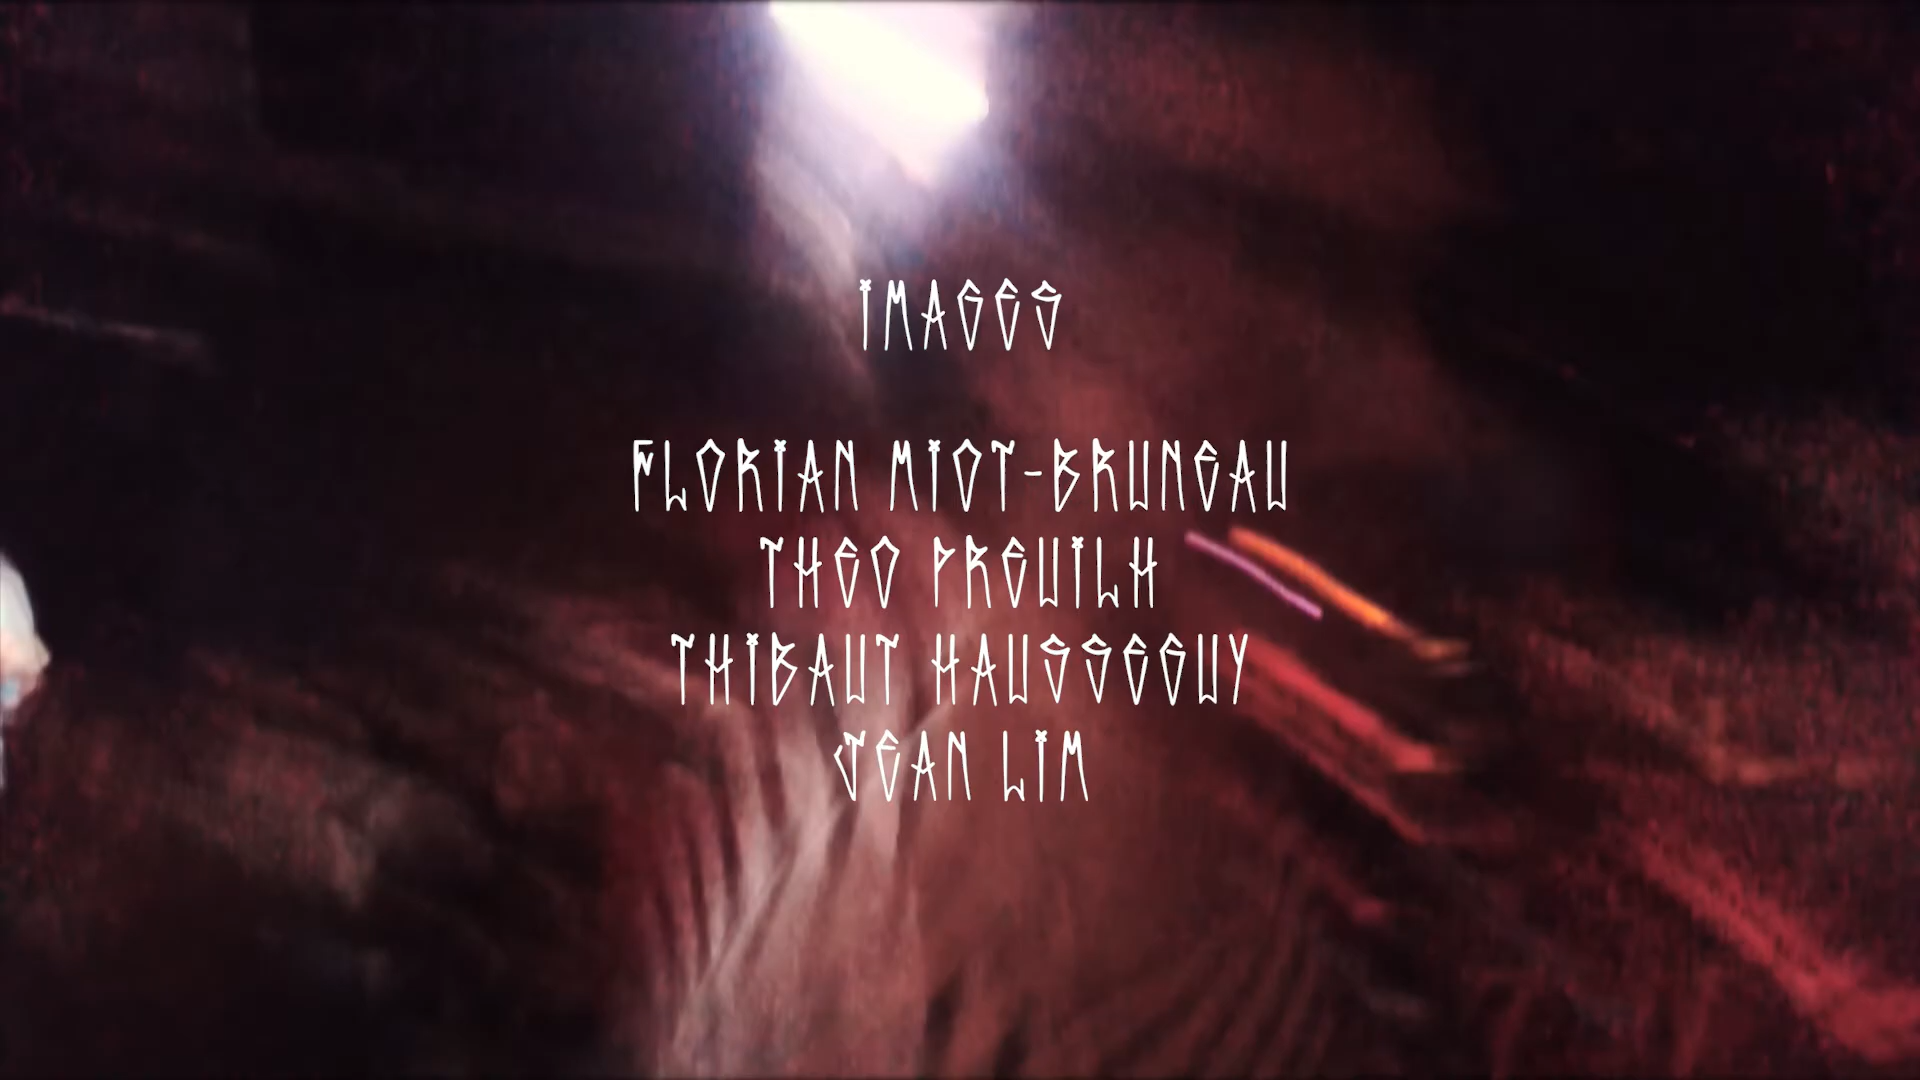 IMAGES
FLORIAN MIOT-BRUNEAU
THEO PREUILH
THIBAUT HAUSSEGUY
JEAN LIM